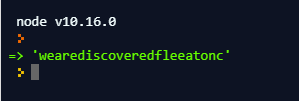 node v10.16.0
>
=> 'wearediscoveredfleeatonc'
>